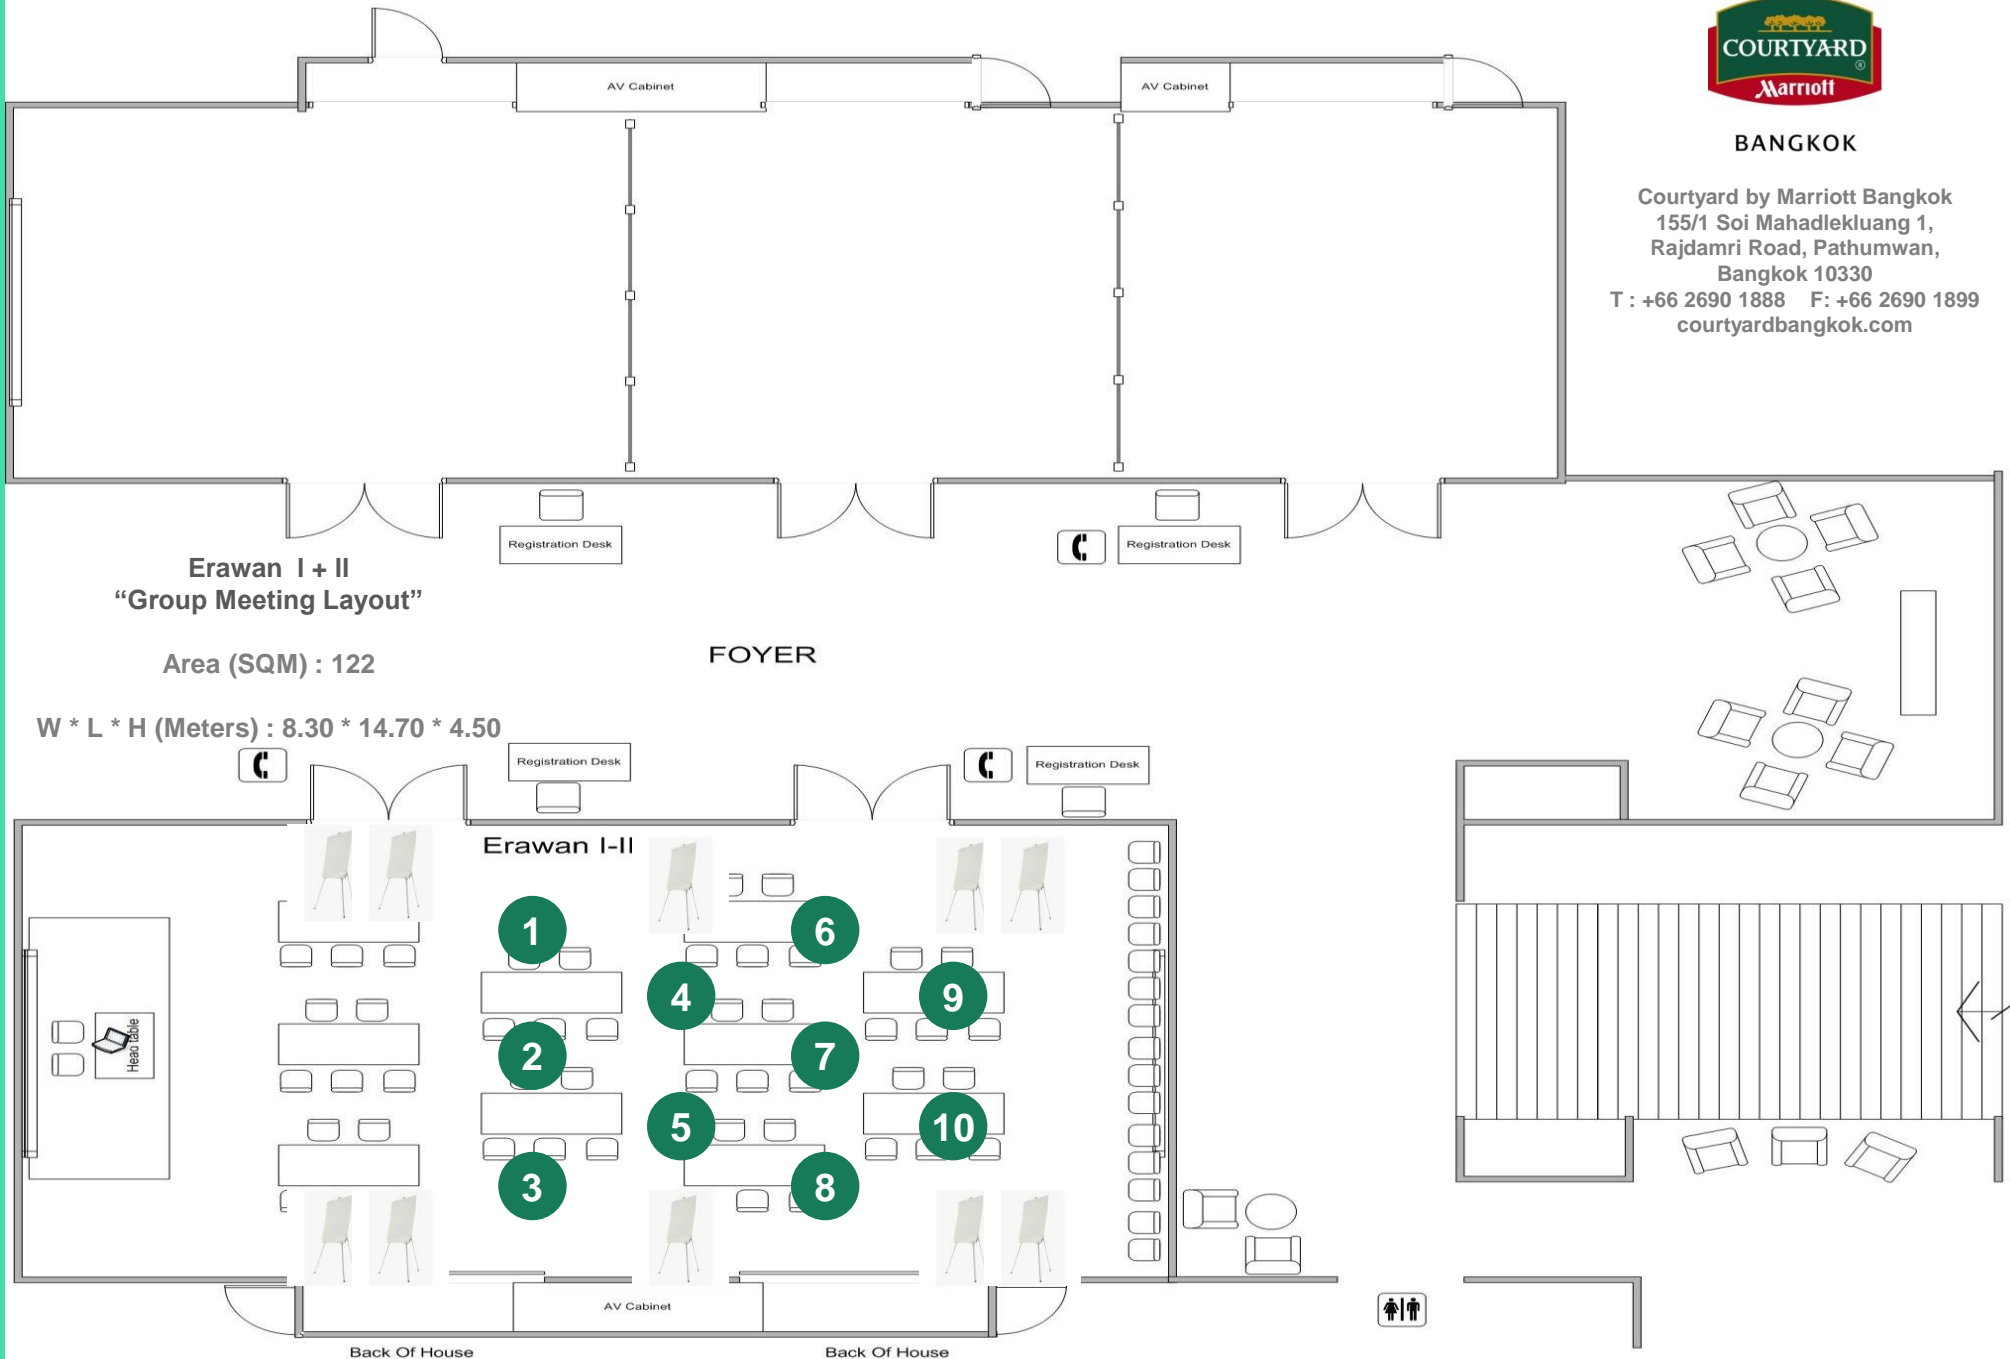 COURTYARD
®
Marriott
BANGKOK
Courtyard by Marriott Bangkok
155/1 Soi Mahadlekluang 1,
Rajdamri Road, Pathumwan,
Bangkok 10330
T : +66 2690 1888 F: +66 2690 1899
courtyardbangkok.com
AV Cabinet
AV Cabinet
Registration Desk
Registration Desk
Erawan I + II
“Group Meeting Layout”
Area (SQM) : 122
W * L * H (Meters) : 8.30 * 14.70 * 4.50
FOYER
Registration Desk
Registration Desk
Erawan I-II
1
6
4
9
2
7
5
10
3
8
Head table
AV Cabinet
Back Of House
Back Of House